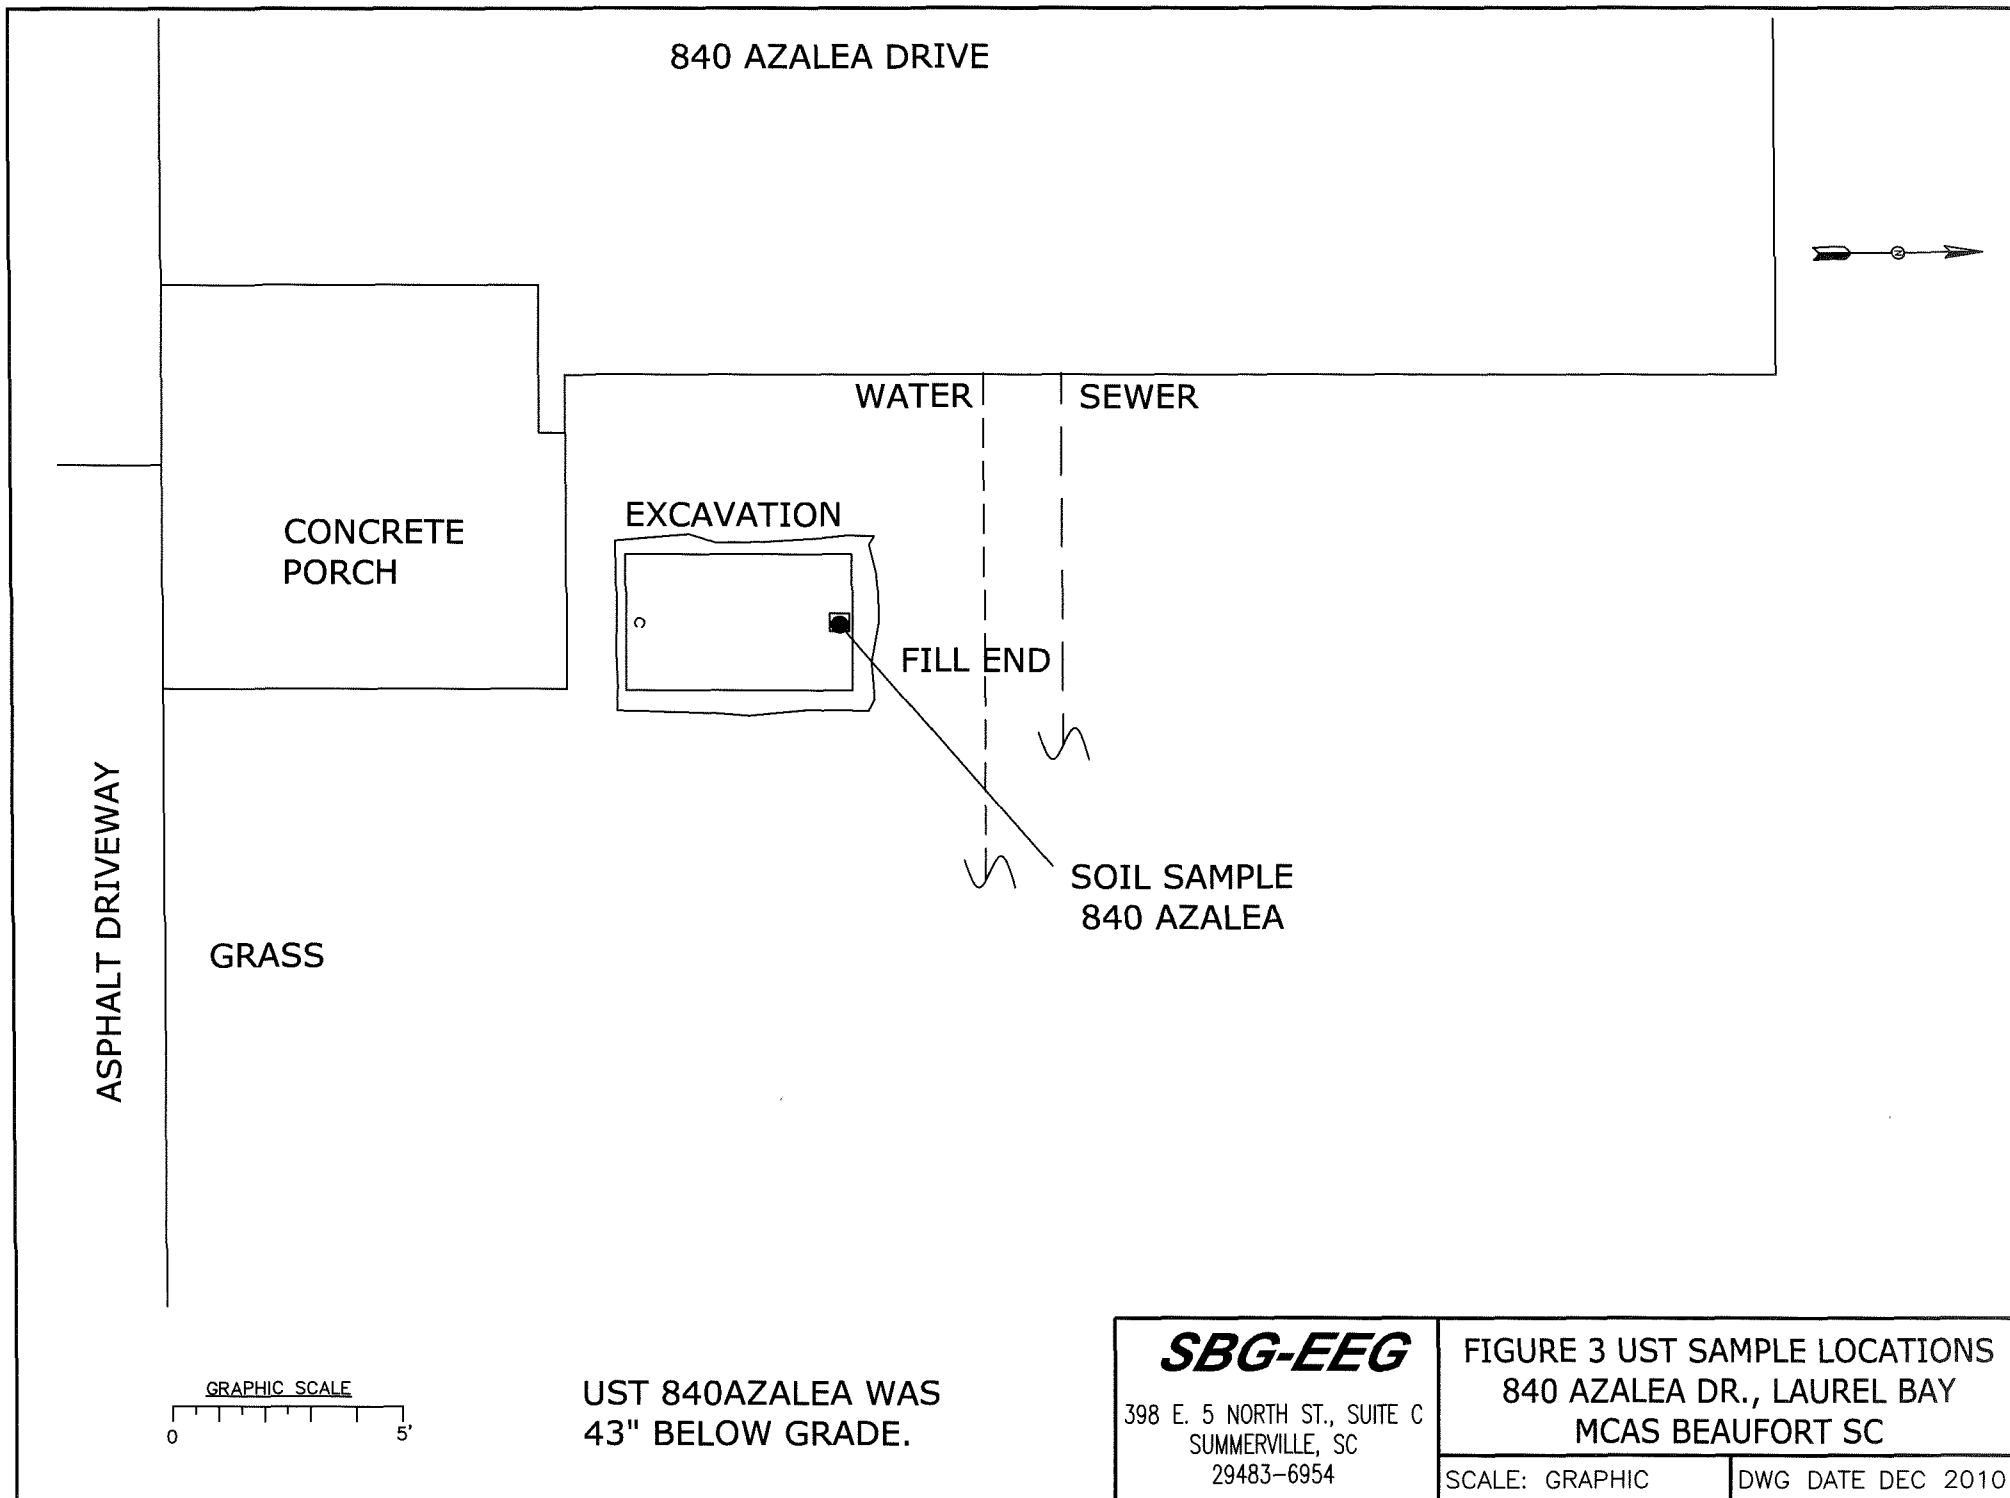 840 AZALEA DRIVE
N
WATER
SEWER
EXCAVATION
CONCRETE
PORCH
C
FILL END
SOIL SAMPLE
840 AZALEA
ASPHALT DRIVEWAY
GRASS
GRAPHIC SCALE
0
5'
UST 840AZALEA WAS
43" BELOW GRADE.
SBG-EEG
398 E. 5 NORTH ST., SUITE C
SUMMERVILLE, SC
29483-6954
FIGURE 3 UST SAMPLE LOCATIONS
840 AZALEA DR., LAUREL BAY
MCAS BEAUFORT SC
SCALE: GRAPHIC
DWG DATE DEC 2010